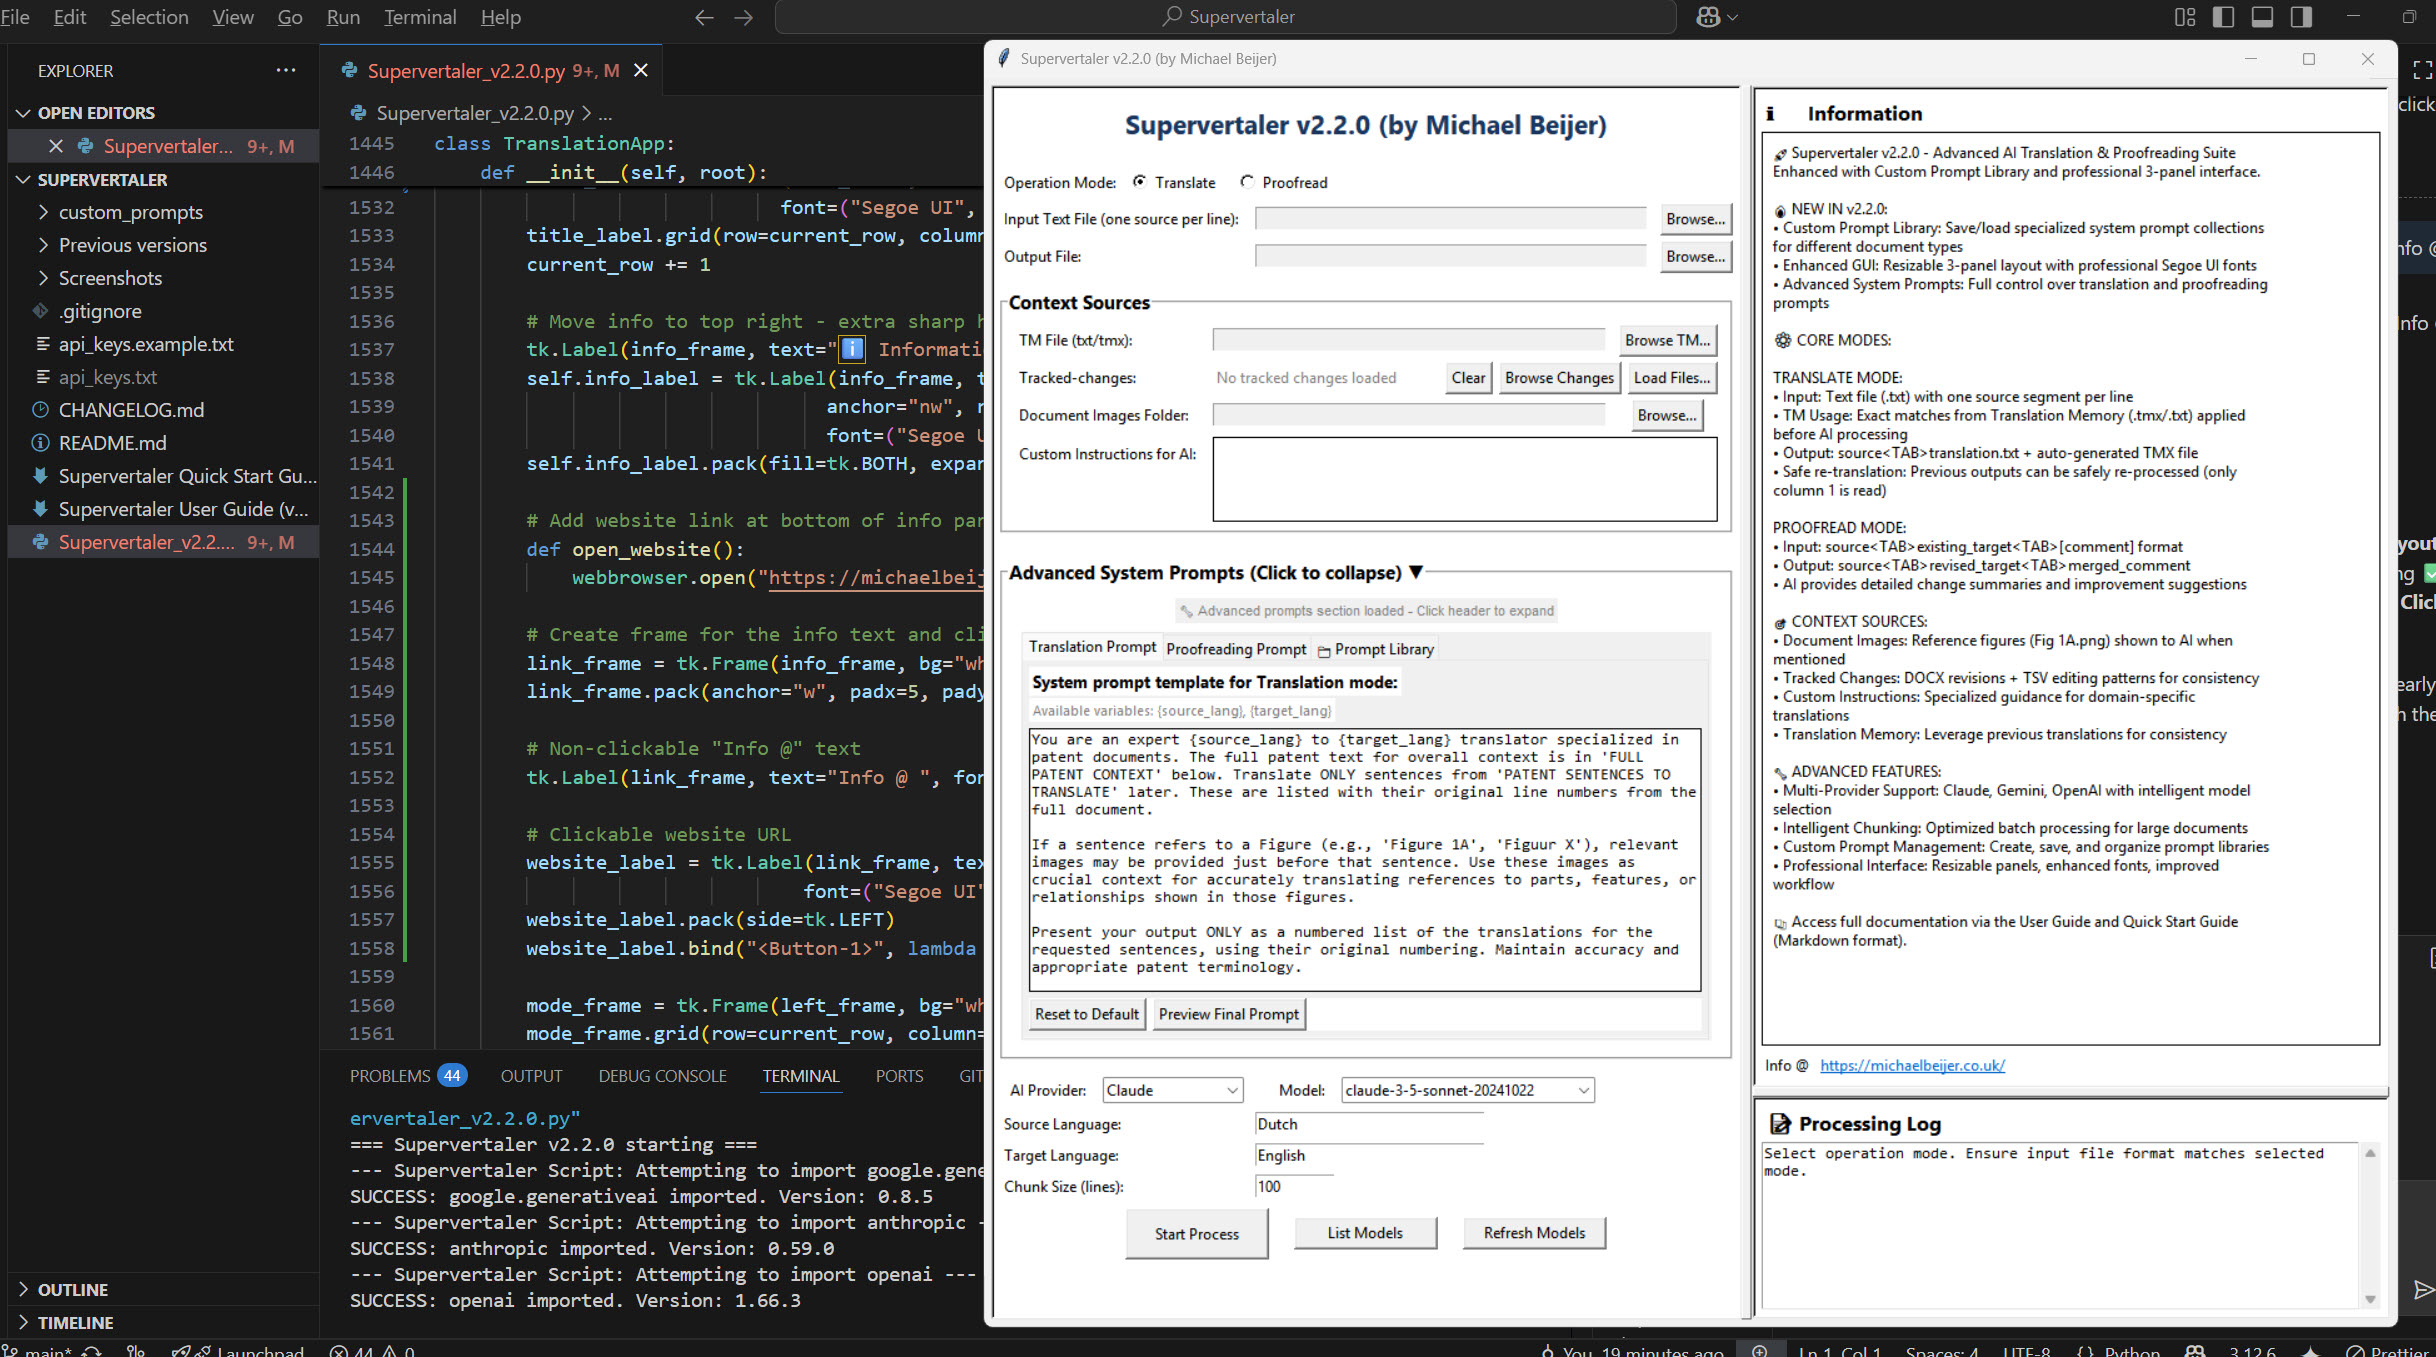 File Edit Selection View Go Run Terminal Help
Supervertaler
EXPLORER
OPEN EDITORS
Supervertaler... 9+, M
SUPERVERTALER
custom_prompts
Previous versions
Screenshots
.gitignore
api_keys.example.txt
api_keys.txt
CHANGELOG.md
README.md
Supervertaler Quick Start Gu...
Supervertaler User Guide (v...
Supervertaler_v2.2.... 9+, M
OUTLINE
TIMELINE
Supervertaler_v2.2.0.py 9+, M
Supervertaler_v2.2.0.py > ...
1445 class TranslationApp:
1446 def __init__(self, root):
1532 font=("Segoe UI",
1533 title_label.grid(row=current_row, column
1534 current_row += 1
1535
1536 # Move info to top right - extra sharp
1537 tk.Label(info_frame, text="ℹ️ Informati
1538 self.info_label = tk.Label(info_frame, t
1539 anchor="nw",
1540 font=("Segoe U
1541 self.info_label.pack(fill=tk.BOTH, expan
1542
1543 # Add website link at bottom of info pan
1544 def open_website():
1545 webbrowser.open("https://michaelbeij
1546
1547 # Create frame for the info text and cli
1548 link_frame = tk.Frame(info_frame, bg="wh
1549 link_frame.pack(anchor="w", padx=5, pady
1550
1551 # Non-clickable "Info @" text
1552 tk.Label(link_frame, text="Info @ ", fon
1553
1554 # Clickable website URL
1555 website_label = tk.Label(link_frame, tex
1556 font=("Segoe UI"
1557 website_label.pack(side=tk.LEFT)
1558 website_label.bind("<Button-1>", lambda
1559
1560 mode_frame = tk.Frame(left_frame, bg="wh
1561 mode_frame.grid(row=current_row, column=
PROBLEMS 44 OUTPUT DEBUG CONSOLE TERMINAL PORTS GIT
ervertaler_v2.2.0.py"
=== Supervertaler v2.2.0 starting ===
--- Supervertaler Script: Attempting to import google.gene
SUCCESS: google.generativeai imported. Version: 0.8.5
--- Supervertaler Script: Attempting to import anthropic -
SUCCESS: anthropic imported. Version: 0.59.0
--- Supervertaler Script: Attempting to import openai ---
SUCCESS: openai imported. Version: 1.66.3
Supervertaler v2.2.0 (by Michael Beijer)
Supervertaler v2.2.0 (by Michael Beijer)
Operation Mode: Translate Proofread
Input Text File (one source per line): Browse...
Output File: Browse...
Context Sources
TM File (txt/tmx): Browse TM...
Tracked-changes: No tracked changes loaded Clear Browse Changes Load Files...
Document Images Folder: Browse...
Custom Instructions for AI:
Advanced System Prompts (Click to collapse) ▼
Advanced prompts section loaded - Click header to expand
Translation Prompt Proofreading Prompt Prompt Library
System prompt template for Translation mode:
Available variables: {source_lang}, {target_lang}
You are an expert {source_lang} to {target_lang} translator specialized in
patent documents. The full patent text for overall context is in 'FULL
PATENT CONTEXT' below. Translate ONLY sentences from 'PATENT SENTENCES TO
TRANSLATE' later. These are listed with their original line numbers from the
full document.
If a sentence refers to a Figure (e.g., 'Figure 1A', 'Figuur X'), relevant
images may be provided just before that sentence. Use these images as
crucial context for accurately translating references to parts, features, or
relationships shown in those figures.
Present your output ONLY as a numbered list of the translations for the
requested sentences, using their original numbering. Maintain accuracy and
appropriate patent terminology.
Reset to Default Preview Final Prompt
AI Provider: Claude Model: claude-3-5-sonnet-20241022
Source Language: Dutch
Target Language: English
Chunk Size (lines): 100
Start Process List Models Refresh Models
Information
Supervertaler v2.2.0 - Advanced AI Translation & Proofreading Suite
Enhanced with Custom Prompt Library and professional 3-panel interface.
NEW IN v2.2.0:
• Custom Prompt Library: Save/load specialized system prompt collections
for different document types
• Enhanced GUI: Resizable 3-panel layout with professional Segoe UI fonts
• Advanced System Prompts: Full control over translation and proofreading
prompts
CORE MODES:
TRANSLATE MODE:
• Input: Text file (.txt) with one source segment per line
• TM Usage: Exact matches from Translation Memory (.tmx/.txt) applied
before AI processing
• Output: source<TAB>translation.txt + auto-generated TMX file
• Safe re-translation: Previous outputs can be safely re-processed (only
column 1 is read)
PROOFREAD MODE:
• Input: source<TAB>existing_target<TAB>[comment] format
• Output: source<TAB>revised_target<TAB>merged_comment
• AI provides detailed change summaries and improvement suggestions
CONTEXT SOURCES:
• Document Images: Reference figures (Fig 1A.png) shown to AI when
mentioned
• Tracked Changes: DOCX revisions + TSV editing patterns for consistency
• Custom Instructions: Specialized guidance for domain-specific
translations
• Translation Memory: Leverage previous translations for consistency
ADVANCED FEATURES:
• Multi-Provider Support: Claude, Gemini, OpenAI with intelligent model
selection
• Intelligent Chunking: Optimized batch processing for large documents
• Custom Prompt Management: Create, save, and organize prompt libraries
• Professional Interface: Resizable panels, enhanced fonts, improved
workflow
Access full documentation via the User Guide and Quick Start Guide
(Markdown format).
Info @ https://michaelbeijer.co.uk/
Processing Log
Select operation mode. Ensure input file format matches selected
mode.
main* Launchpad 44 0 You, 19 minutes ago Ln 1, Col 1 Spaces: 4 UTF-8 {} Python 3.12.6 Prettier